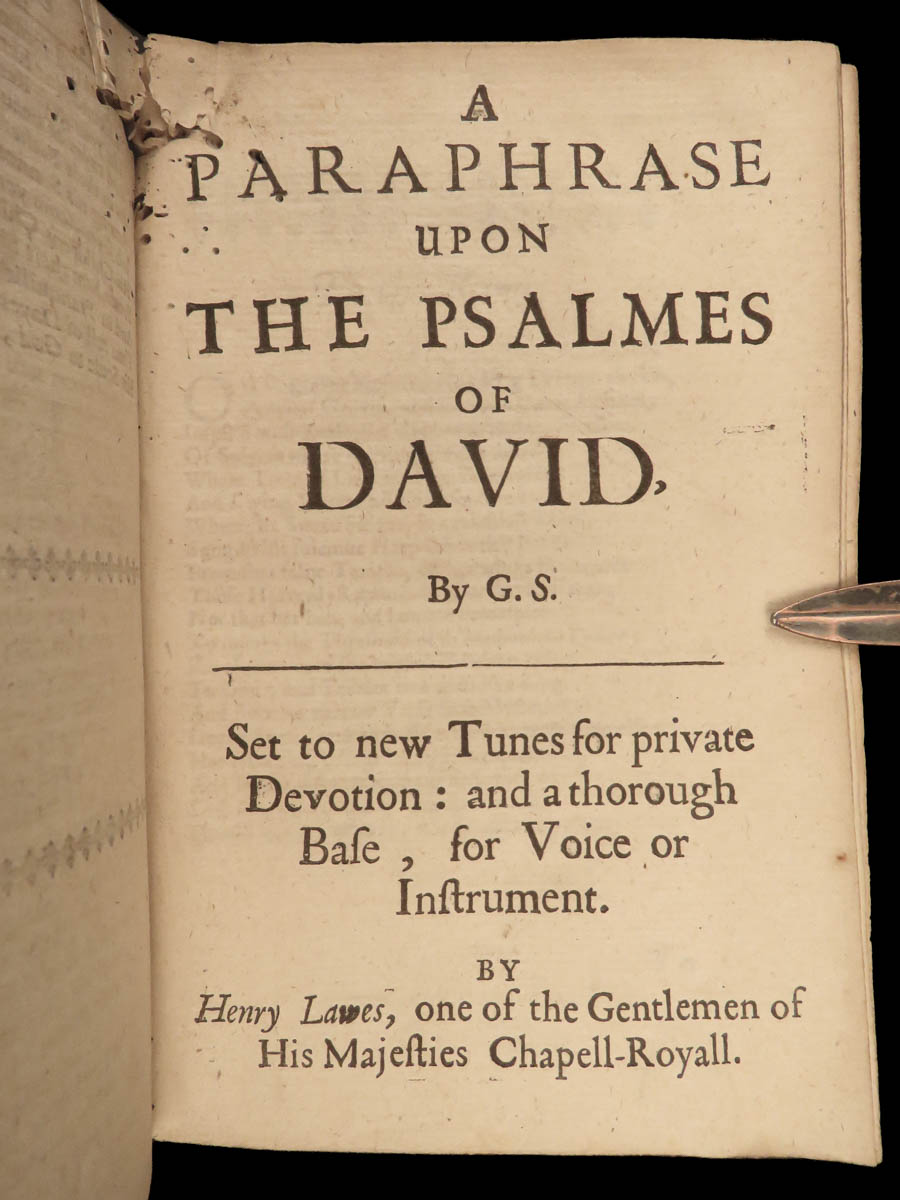 A
PARAPHRASE
UPON
THE PSALMES
OF
DAVID,
By G. S.
Set to new Tunes for private
Devotion: and a thorough
Baſe, for Voice or
Inſtrument.
BY
Henry Lawes, one of the Gentlemen of
His Majeſties Chapell-Royall.